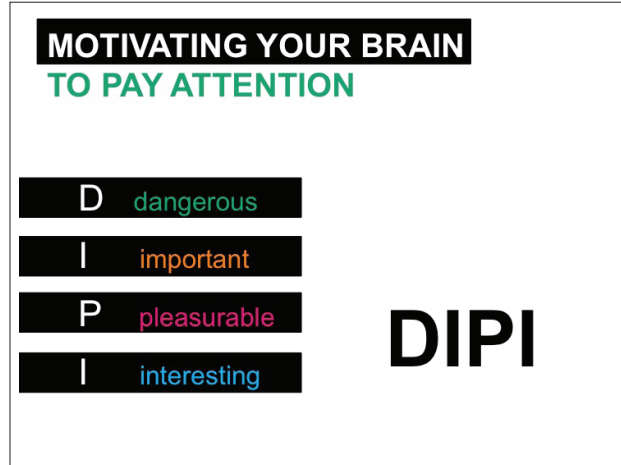 MOTIVATING YOUR BRAIN
TO PAY ATTENTION
D dangerous
I important
P pleasurable
I interesting
DIPI